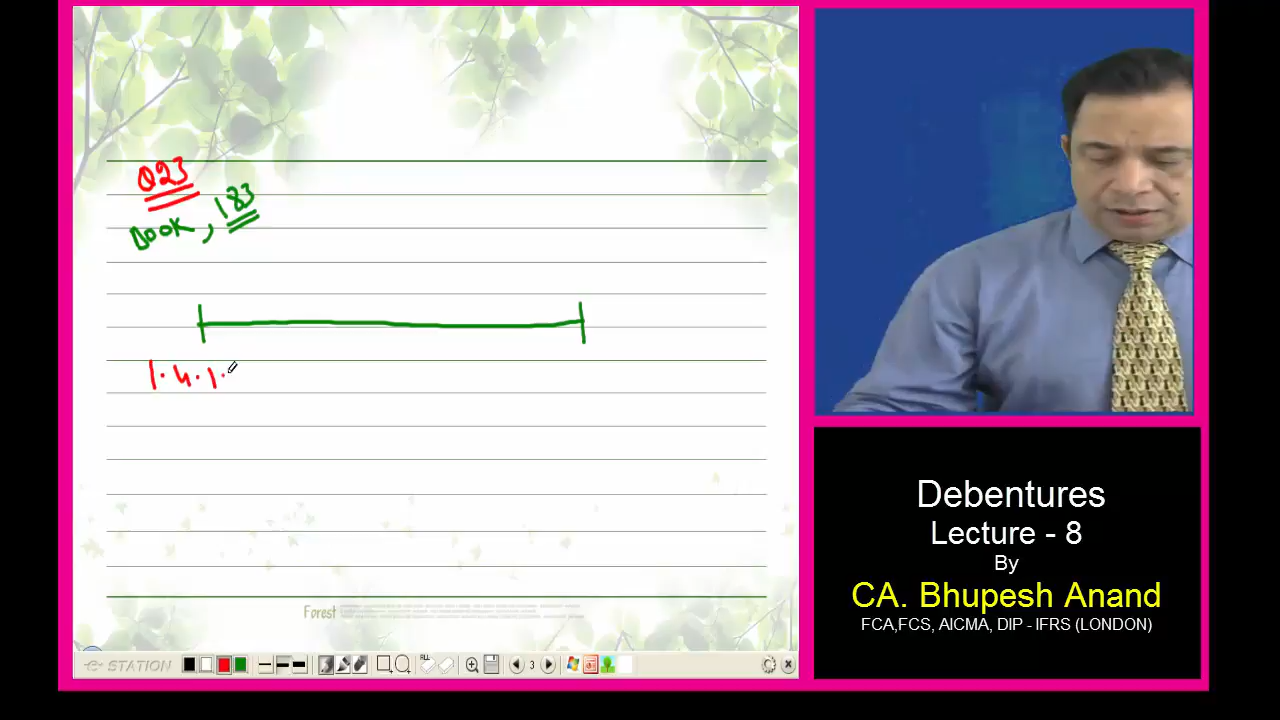 Q23
Book, 183
1.4.1.
Forest
e-STATION
ALL
3
Debentures
Lecture - 8
By
CA. Bhupesh Anand
FCA,FCS, AICMA, DIP - IFRS (LONDON)